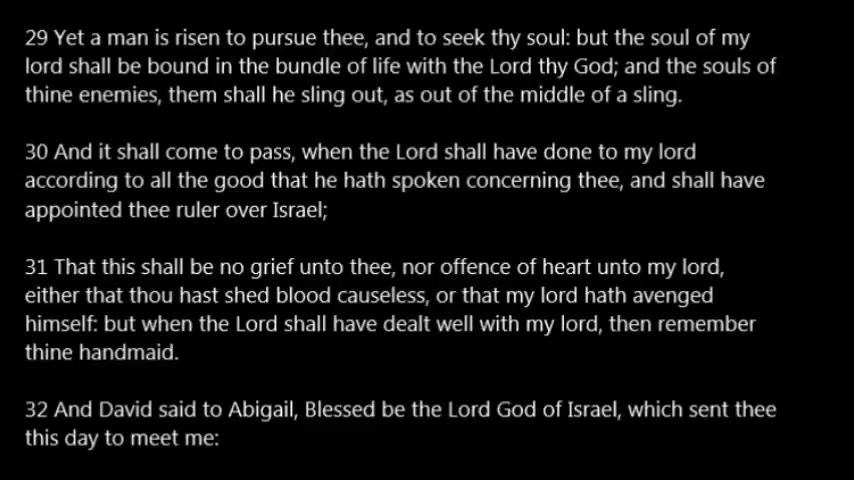 29 Yet a man is risen to pursue thee, and to seek thy soul: but the soul of my
lord shall be bound in the bundle of life with the Lord thy God; and the souls of
thine enemies, them shall he sling out, as out of the middle of a sling.
30 And it shall come to pass, when the Lord shall have done to my lord
according to all the good that he hath spoken concerning thee, and shall have
appointed thee ruler over Israel;
31 That this shall be no grief unto thee, nor offence of heart unto my lord,
either that thou hast shed blood causeless, or that my lord hath avenged
himself: but when the Lord shall have dealt well with my lord, then remember
thine handmaid.
32 And David said to Abigail, Blessed be the Lord God of Israel, which sent thee
this day to meet me: